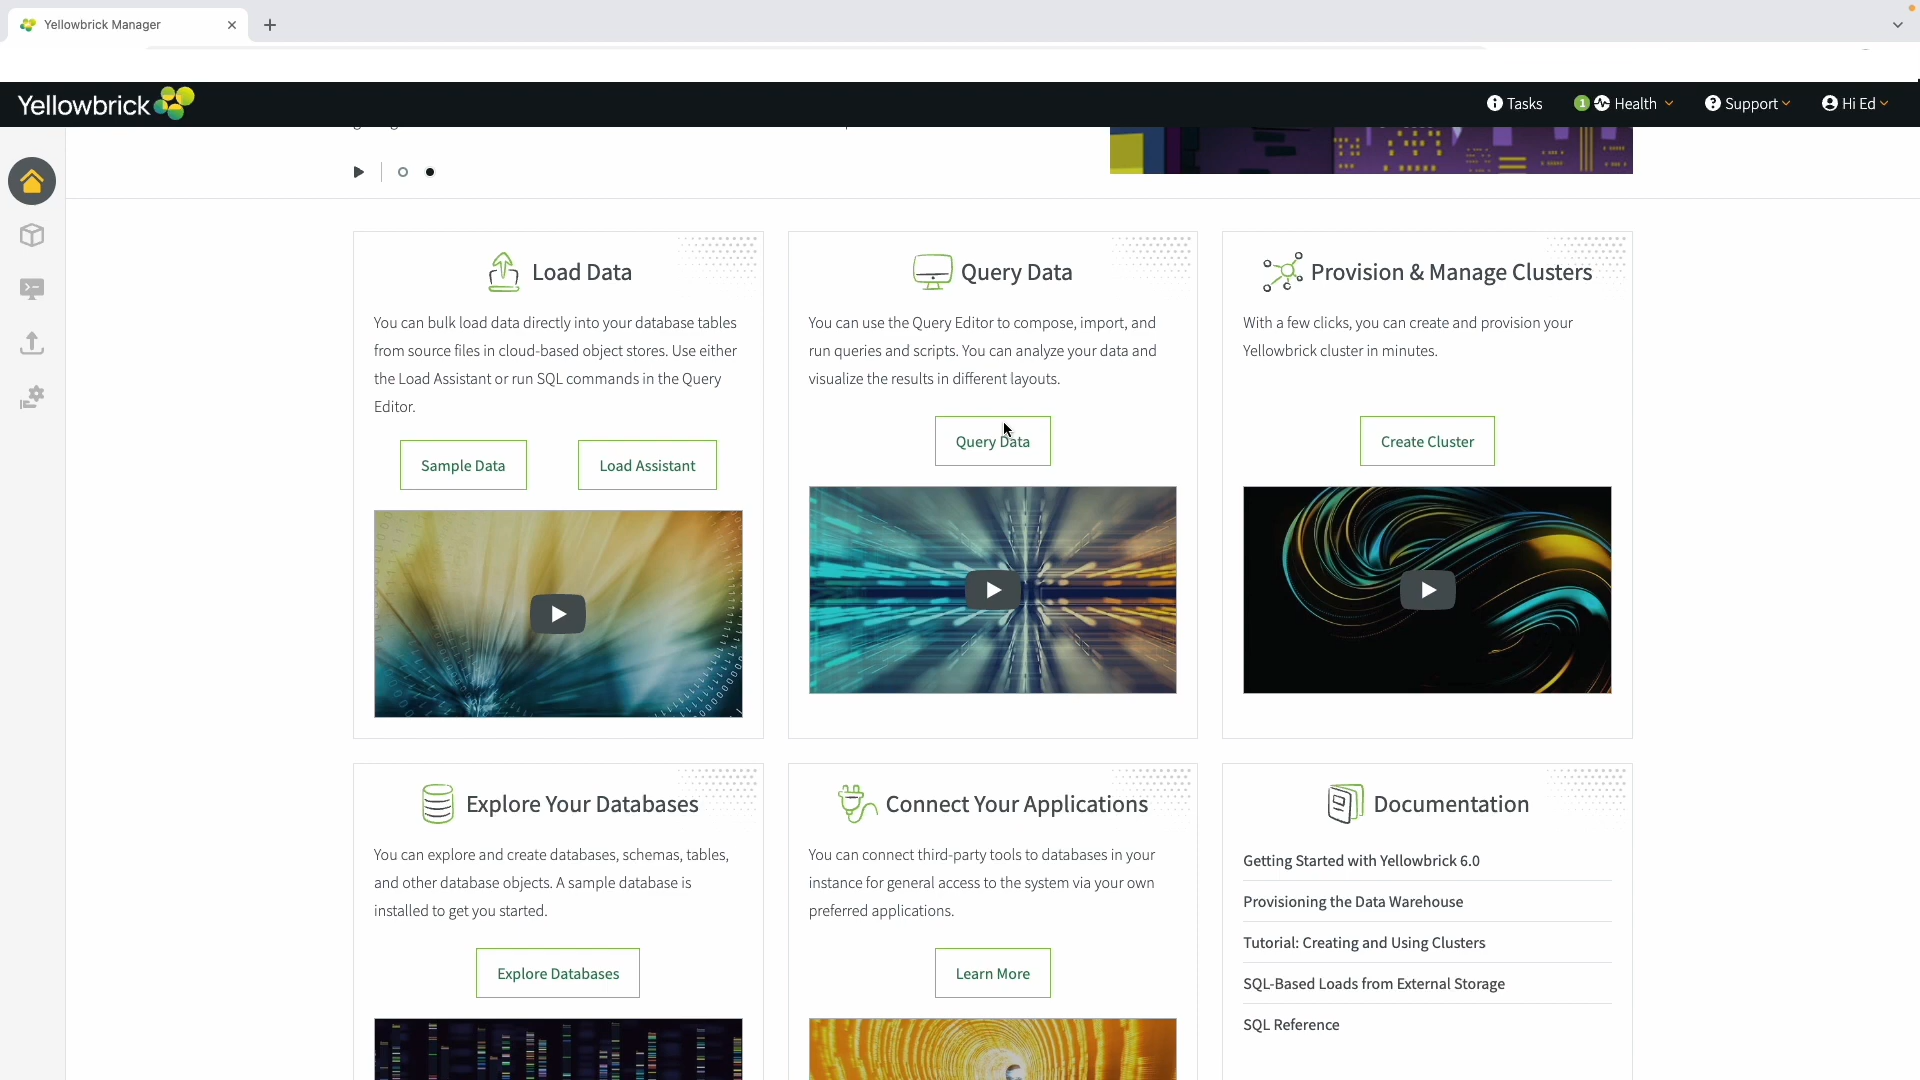 Yellowbrick Manager
Yellowbrick
Tasks
1 Health
Support
Hi Ed
Load Data
You can bulk load data directly into your database tables
from source files in cloud-based object stores. Use either
the Load Assistant or run SQL commands in the Query
Editor.
Sample Data
Load Assistant
Query Data
You can use the Query Editor to compose, import, and
run queries and scripts. You can analyze your data and
visualize the results in different layouts.
Query Data
Provision & Manage Clusters
With a few clicks, you can create and provision your
Yellowbrick cluster in minutes.
Create Cluster
Explore Your Databases
You can explore and create databases, schemas, tables,
and other database objects. A sample database is
installed to get you started.
Explore Databases
Connect Your Applications
You can connect third-party tools to databases in your
instance for general access to the system via your own
preferred applications.
Learn More
Documentation
Getting Started with Yellowbrick 6.0
Provisioning the Data Warehouse
Tutorial: Creating and Using Clusters
SQL-Based Loads from External Storage
SQL Reference